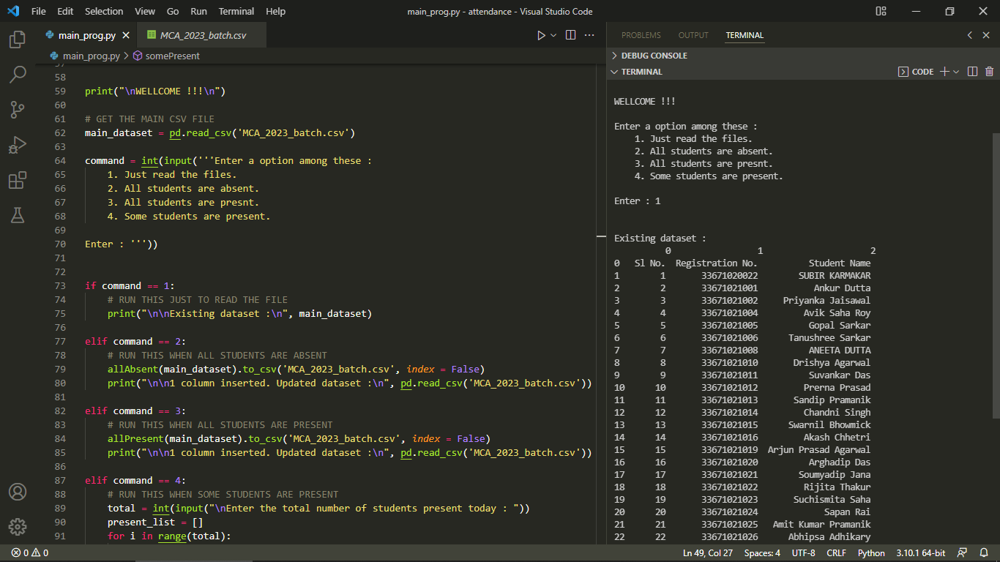 File Edit Selection View Go Run Terminal Help main_prog.py - attendance - Visual Studio Code
main_prog.py MCA_2023_batch.csv
main_prog.py > somePresent
57
58
59 print("\nWELLCOME !!!\n")
60
61 # GET THE MAIN CSV FILE
62 main_dataset = pd.read_csv('MCA_2023_batch.csv')
63
64 command = int(input('''Enter a option among these :
65 1. Just read the files.
66 2. All students are absent.
67 3. All students are presnt.
68 4. Some students are present.
69
70 Enter : '''))
71
72
73 if command == 1:
74 # RUN THIS JUST TO READ THE FILE
75 print("\n\nExisting dataset :\n", main_dataset)
76
77 elif command == 2:
78 # RUN THIS WHEN ALL STUDENTS ARE ABSENT
79 allAbsent(main_dataset).to_csv('MCA_2023_batch.csv', index = False)
80 print("\n\n1 column inserted. Updated dataset :\n", pd.read_csv('MCA_2023_batch.csv'))
81
82 elif command == 3:
83 # RUN THIS WHEN ALL STUDENTS ARE PRESENT
84 allPresent(main_dataset).to_csv('MCA_2023_batch.csv', index = False)
85 print("\n\n1 column inserted. Updated dataset :\n", pd.read_csv('MCA_2023_batch.csv'))
86
87 elif command == 4:
88 # RUN THIS WHEN SOME STUDENTS ARE PRESENT
89 total = int(input("\nEnter the total number of students present today : "))
90 present_list = []
91 for i in range(total):
PROBLEMS OUTPUT TERMINAL
DEBUG CONSOLE
TERMINAL CODE
WELLCOME !!!
Enter a option among these :
1. Just read the files.
2. All students are absent.
3. All students are presnt.
4. Some students are present.
Enter : 1
Existing dataset :
0 1 2
0 Sl No. Registration No. Student Name
1 1 33671020022 SUBIR KARMAKAR
2 2 33671021001 Ankur Dutta
3 3 33671021002 Priyanka Jaisawal
4 4 33671021004 Avik Saha Roy
5 5 33671021005 Gopal Sarkar
6 6 33671021006 Tanushree Sarkar
7 7 33671021008 ANEETA DUTTA
8 8 33671021010 Drishya Agarwal
9 9 33671021011 Suvankar Das
10 10 33671021012 Prerna Prasad
11 11 33671021013 Sandip Pramanik
12 12 33671021014 Chandni Singh
13 13 33671021015 Swarnil Bhowmick
14 14 33671021016 Akash Chhetri
15 15 33671021019 Arjun Prasad Agarwal
16 16 33671021020 Arghadip Das
17 17 33671021021 Soumyadip Jana
18 18 33671021022 Rijita Thakur
19 19 33671021023 Suchismita Saha
20 20 33671021024 Sapan Rai
21 21 33671021025 Amit Kumar Pramanik
22 22 33671021026 Abhipsa Adhikary
0 0 Ln 49, Col 27 Spaces: 4 UTF-8 CRLF Python 3.10.1 64-bit